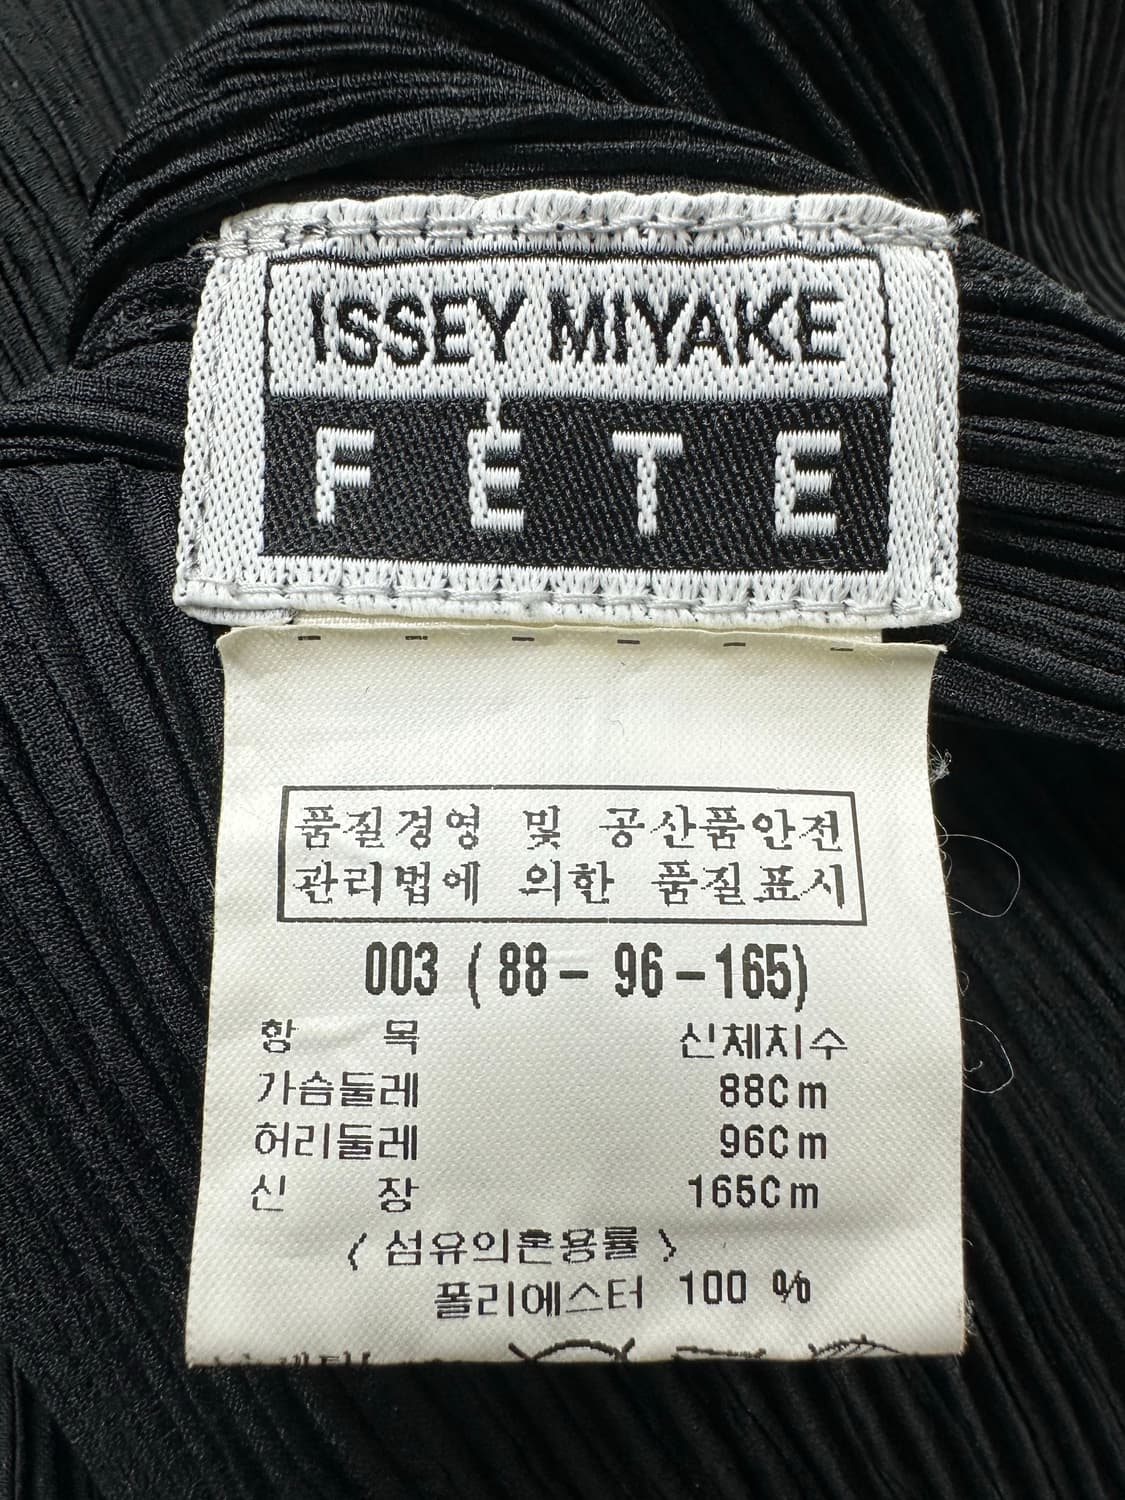 ISSEY MIYAKE
FÊTE
품질경영 및 공산품안전
관리법에 의한 품질표시
003 (88-96-165)
항 목 신체치수
가슴둘레 88Cm
허리둘레 96Cm
신 장 165Cm
〈 섬유의혼용률 〉
폴리에스터 100 %